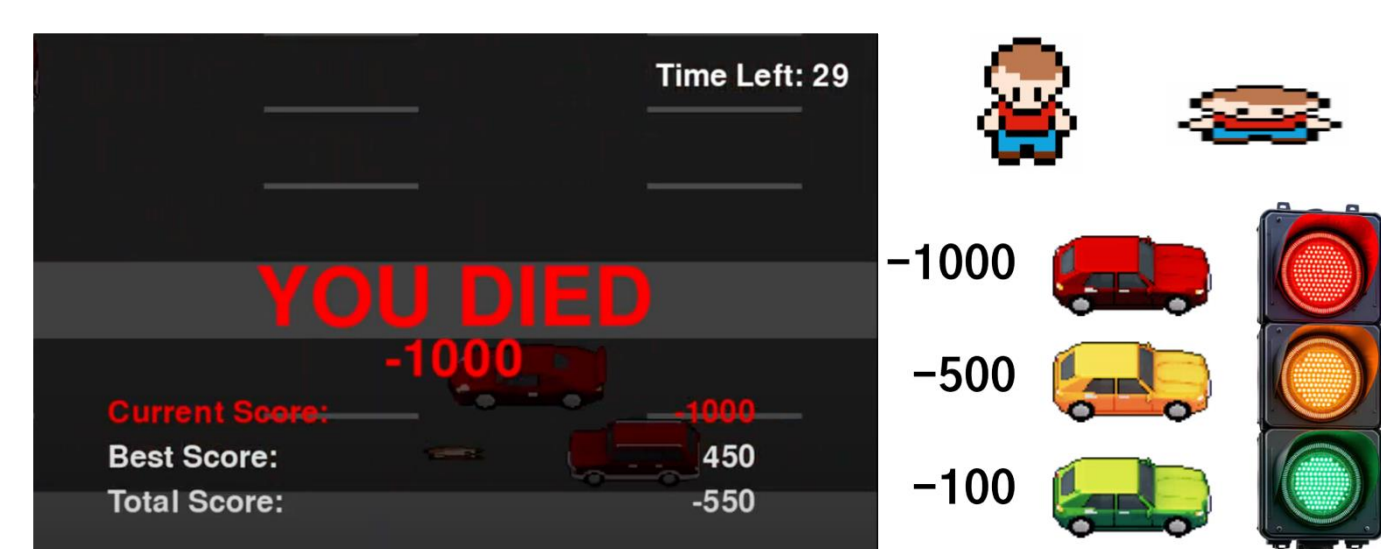 Time Left: 29
YOU DIED
-1000
Current Score: -1000
Best Score: 450
Total Score: -550
-1000
-500
-100